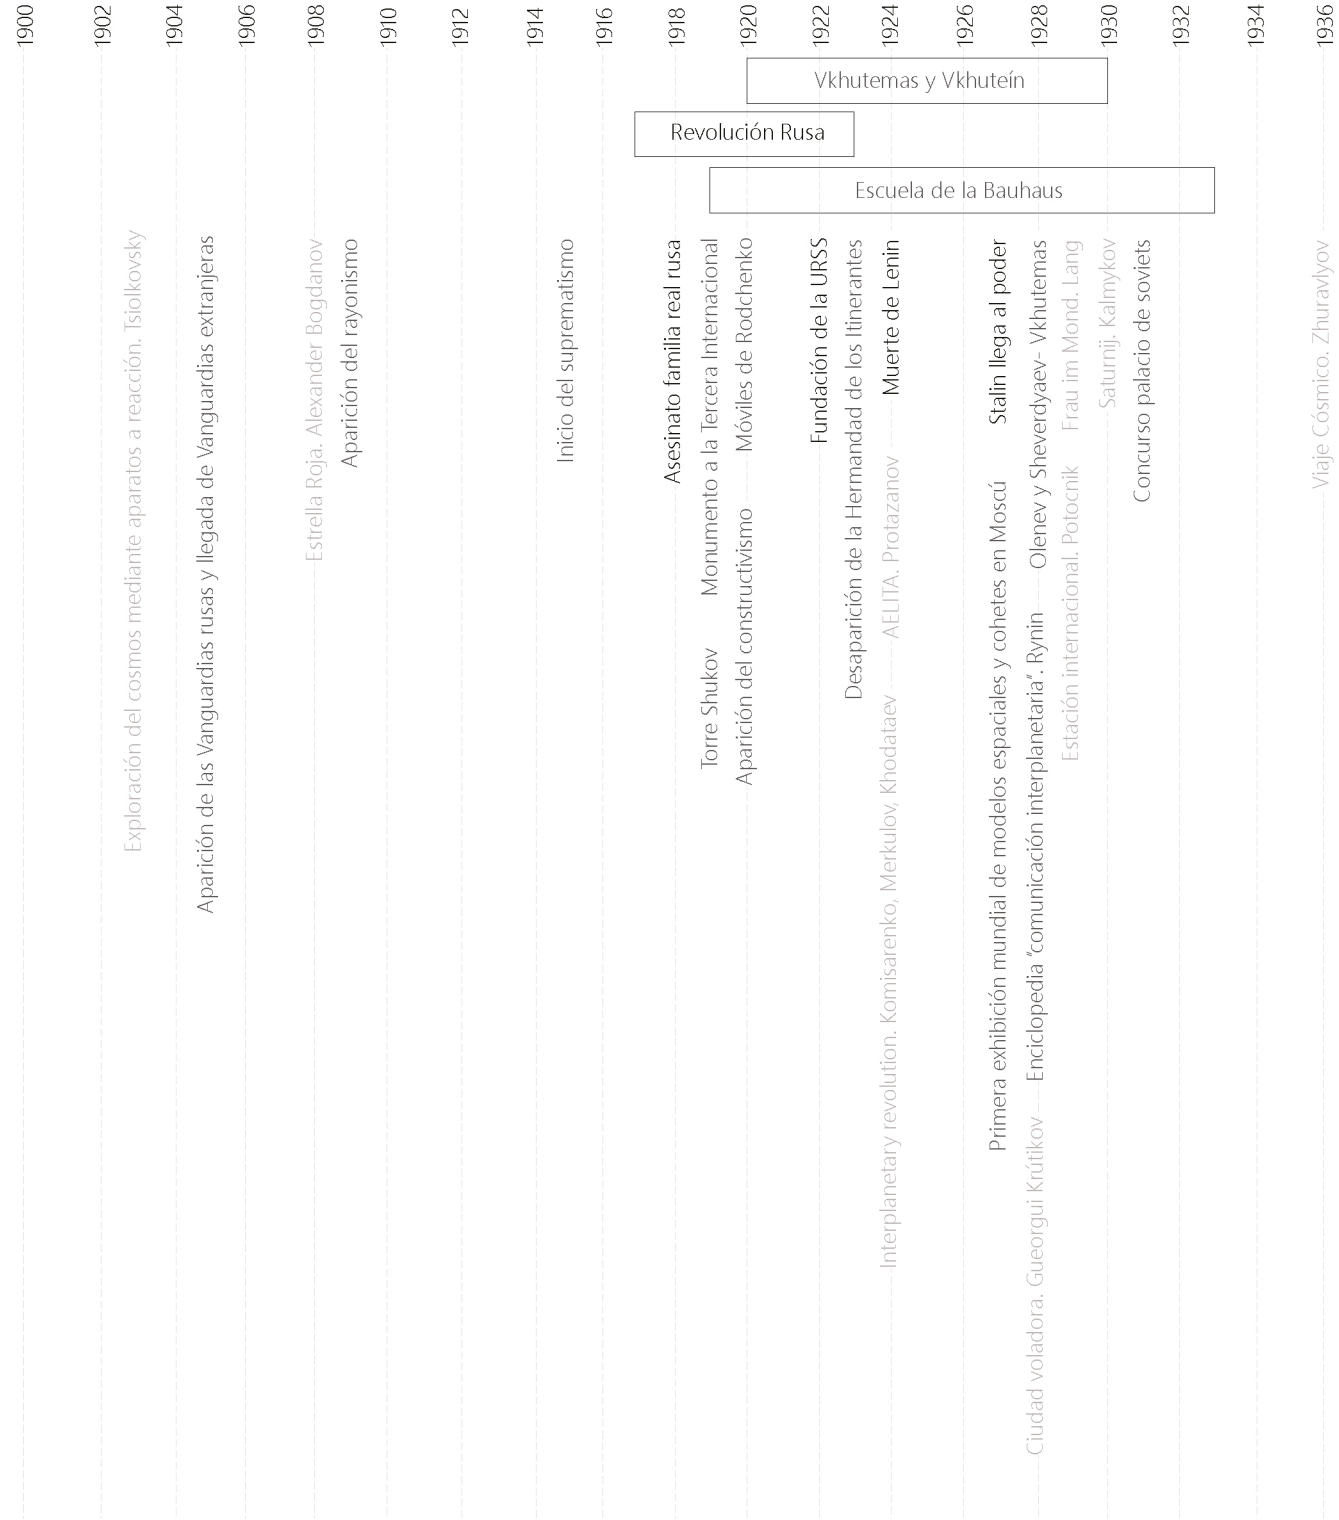 1900
1902
1904
1906
1908
1910
1912
1914
1916
1918
1920
1922
1924
1926
1928
1930
1932
1934
1936
Vkhutemas y Vkhuteín
Revolución Rusa
Escuela de la Bauhaus
Exploración del cosmos mediante aparatos a reacción. Tsiolkovsky
Aparición de las Vanguardias rusas y llegada de Vanguardias extranjeras
Estrella Roja. Alexander Bogdanov
Aparición del rayonismo
Inicio del suprematismo
Asesinato familia real rusa
Torre Shukov
Monumento a la Tercera Internacional
Aparición del constructivismo
Móviles de Rodchenko
Fundación de la URSS
Desaparición de la Hermandad de los Itinerantes
Interplanetary revolution. Komisarenko, Merkulov, Khodataev
AELITA. Protazanov
Muerte de Lenin
Primera exhibición mundial de modelos espaciales y cohetes en Moscú
Stalin llega al poder
Ciudad voladora. Gueorgui Krútikov
Enciclopedia "comunicación interplanetaria". Rynin
Olenev y Sheverdyaev- Vkhutemas
Estación internacional. Potocnik
Frau im Mond. Lang
Saturnij. Kalmykov
Concurso palacio de soviets
Viaje Cósmico. Zhuravlyov